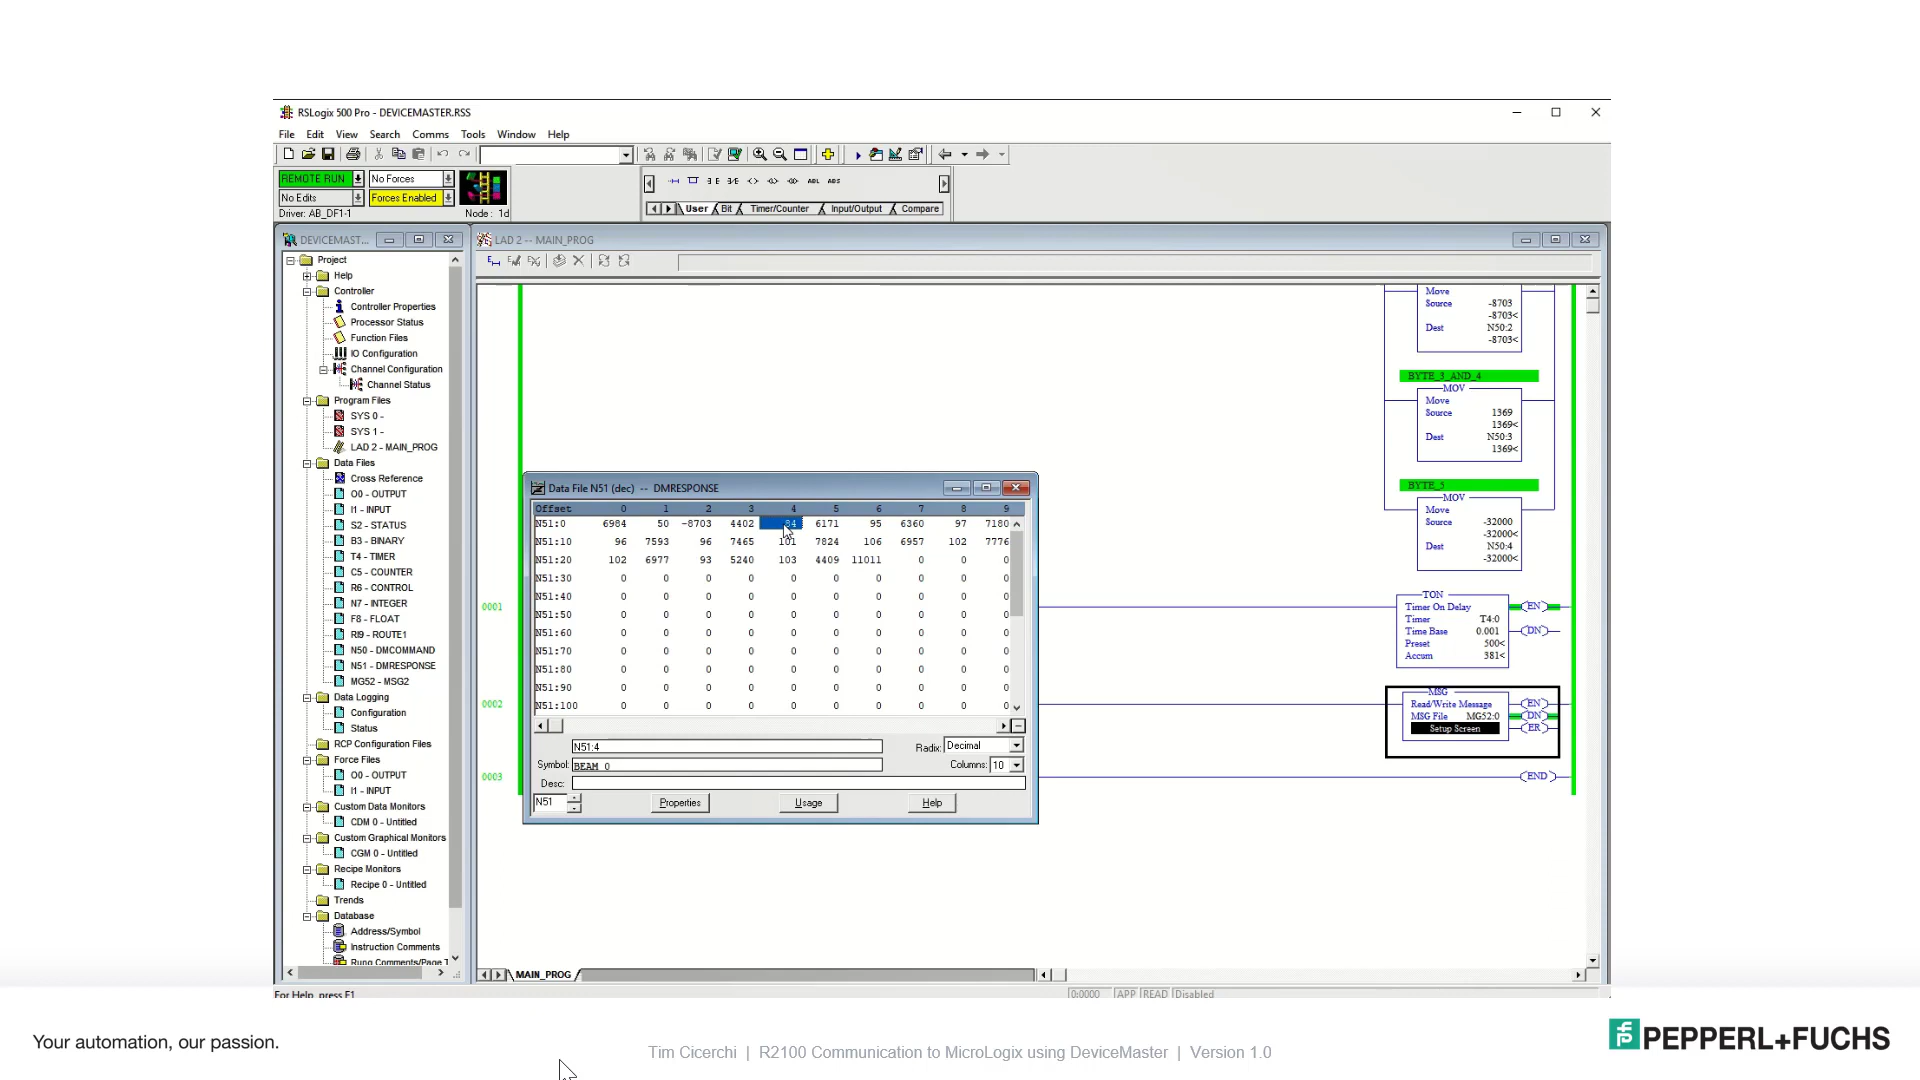 RSLogix 500 Pro - DEVICEMASTER.RSS
File Edit View Search Comms Tools Window Help
REMOTE RUN No Forces
No Edits Forces Enabled
Driver: AB_DF1-1 Node : 1d
ABL ABS
User Bit Timer/Counter Input/Output Compare
DEVICEMAST...
LAD 2 -- MAIN_PROG
Project
Help
Controller
Controller Properties
Processor Status
Function Files
IO Configuration
Channel Configuration
Channel Status
Program Files
SYS 0 -
SYS 1 -
LAD 2 - MAIN_PROG
Data Files
Cross Reference
O0 - OUTPUT
I1 - INPUT
S2 - STATUS
B3 - BINARY
T4 - TIMER
C5 - COUNTER
R6 - CONTROL
N7 - INTEGER
F8 - FLOAT
RI9 - ROUTE1
N50 - DMCOMMAND
N51 - DMRESPONSE
MG52 - MSG2
Data Logging
Configuration
Status
RCP Configuration Files
Force Files
O0 - OUTPUT
I1 - INPUT
Custom Data Monitors
CDM 0 - Untitled
Custom Graphical Monitors
CGM 0 - Untitled
Recipe Monitors
Recipe 0 - Untitled
Trends
Database
Address/Symbol
Instruction Comments
Rung Comments/Page T
Move
Source -8703
-8703<
Dest N50:2
-8703<
BYTE_3_AND_4
MOV
Move
Source 1369
1369<
Dest N50:3
1369<
BYTE_5
MOV
Move
Source -32000
-32000<
Dest N50:4
-32000<
0001
TON
Timer On Delay
Timer T4:0
Time Base 0.001
Preset 500<
Accum 381<
EN
DN
0002
MSG
Read/Write Message
MSG File MG52:0
Setup Screen
EN
DN
ER
0003
END
Data File N51 (dec) -- DMRESPONSE
Offset 0 1 2 3 4 5 6 7 8 9
N51:0 6984 50 -8703 4402 84 6171 95 6360 97 7180
N51:10 96 7593 96 7465 101 7824 106 6957 102 7776
N51:20 102 6977 93 5240 103 4409 11011 0 0 0
N51:30 0 0 0 0 0 0 0 0 0 0
N51:40 0 0 0 0 0 0 0 0 0 0
N51:50 0 0 0 0 0 0 0 0 0 0
N51:60 0 0 0 0 0 0 0 0 0 0
N51:70 0 0 0 0 0 0 0 0 0 0
N51:80 0 0 0 0 0 0 0 0 0 0
N51:90 0 0 0 0 0 0 0 0 0 0
N51:100 0 0 0 0 0 0 0 0 0 0
N51:4 Radix: Decimal
Symbol: BEAM_0 Columns: 10
Desc:
N51 Properties Usage Help
MAIN_PROG
For Help, press F1
0:0000 APP READ Disabled
Your automation, our passion.
Tim Cicerchi | R2100 Communication to MicroLogix using DeviceMaster | Version 1.0
PEPPERL+FUCHS